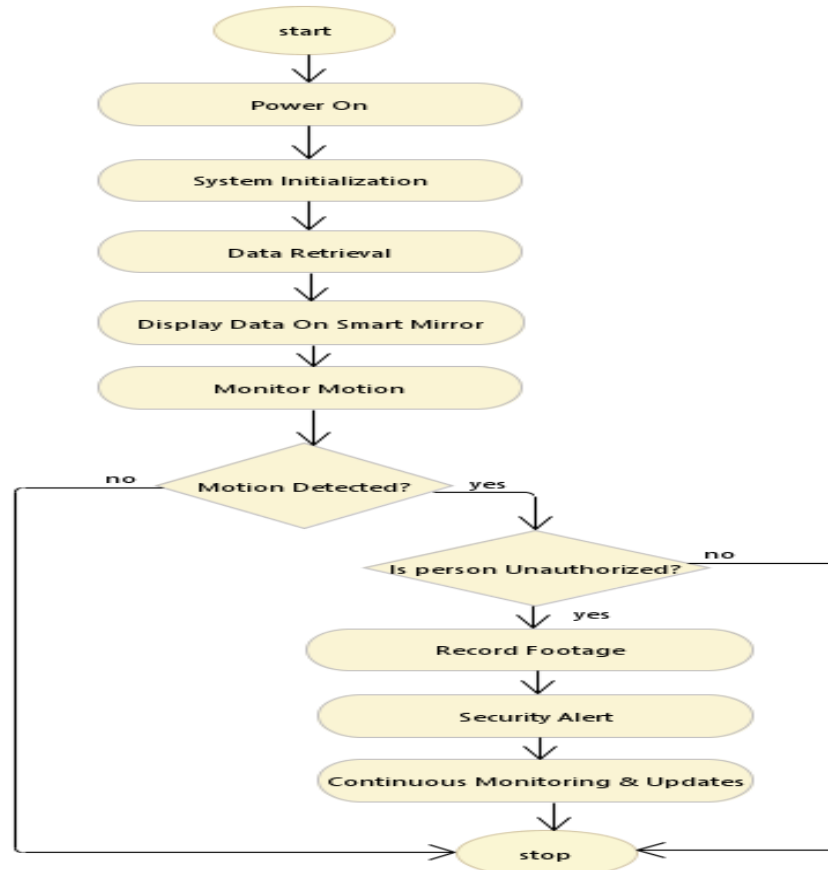 start
Power On
System Initialization
Data Retrieval
Display Data On Smart Mirror
Monitor Motion
no
Motion Detected?
yes
Is person Unauthorized?
no
yes
Record Footage
Security Alert
Continuous Monitoring & Updates
stop